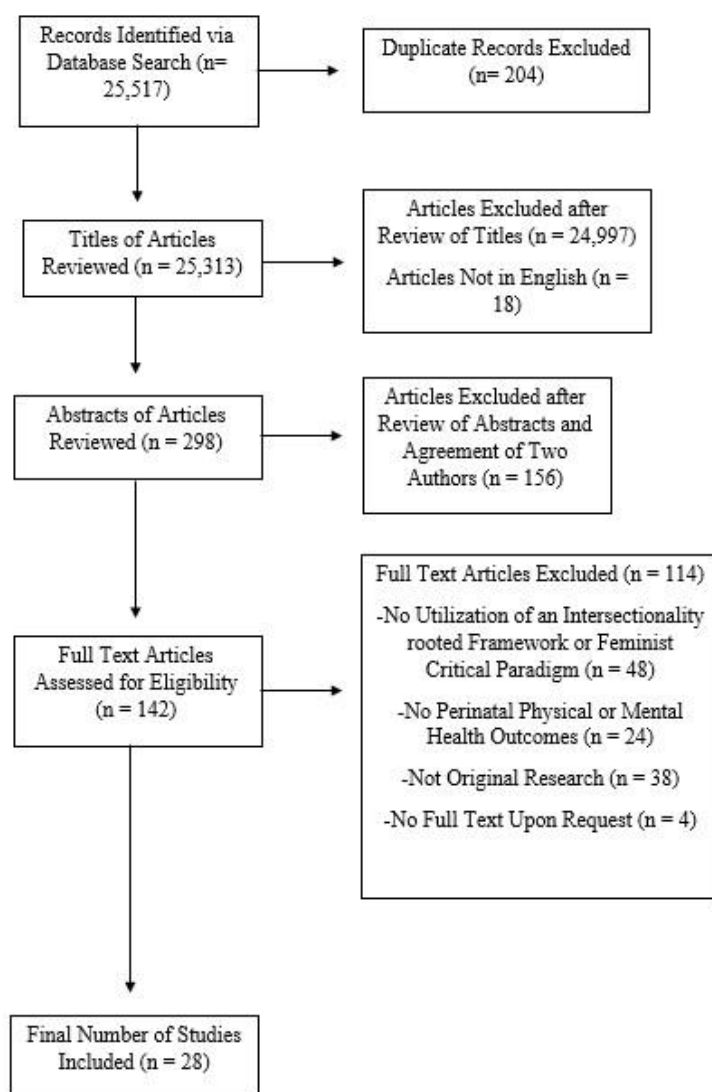 Records Identified via
Database Search (n=
25,517)
Duplicate Records Excluded
(n= 204)
Titles of Articles
Reviewed (n = 25,313)
Articles Excluded after
Review of Titles (n = 24,997)
Articles Not in English (n =
18)
Abstracts of Articles
Reviewed (n = 298)
Articles Excluded after
Review of Abstracts and
Agreement of Two
Authors (n = 156)
Full Text Articles
Assessed for Eligibility
(n = 142)
Full Text Articles Excluded (n = 114)
-No Utilization of an Intersectionality
rooted Framework or Feminist
Critical Paradigm (n = 48)
-No Perinatal Physical or Mental
Health Outcomes (n = 24)
-Not Original Research (n = 38)
-No Full Text Upon Request (n = 4)
Final Number of Studies
Included (n = 28)